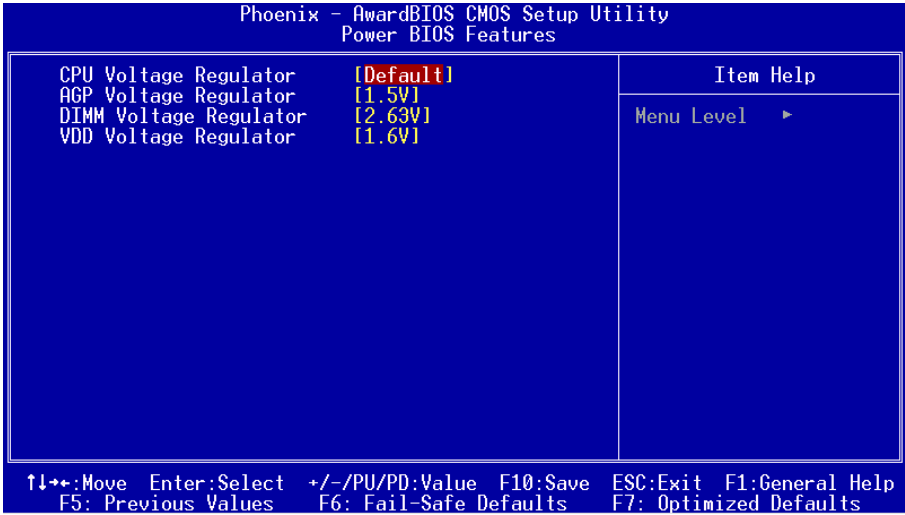 Phoenix - AwardBIOS CMOS Setup Utility
Power BIOS Features
CPU Voltage Regulator [Default]
AGP Voltage Regulator [1.5V]
DIMM Voltage Regulator [2.63V]
VDD Voltage Regulator [1.6V]
Item Help
Menu Level ►
↑↓→←:Move Enter:Select +/-/PU/PD:Value F10:Save ESC:Exit F1:General Help
F5: Previous Values F6: Fail-Safe Defaults F7: Optimized Defaults